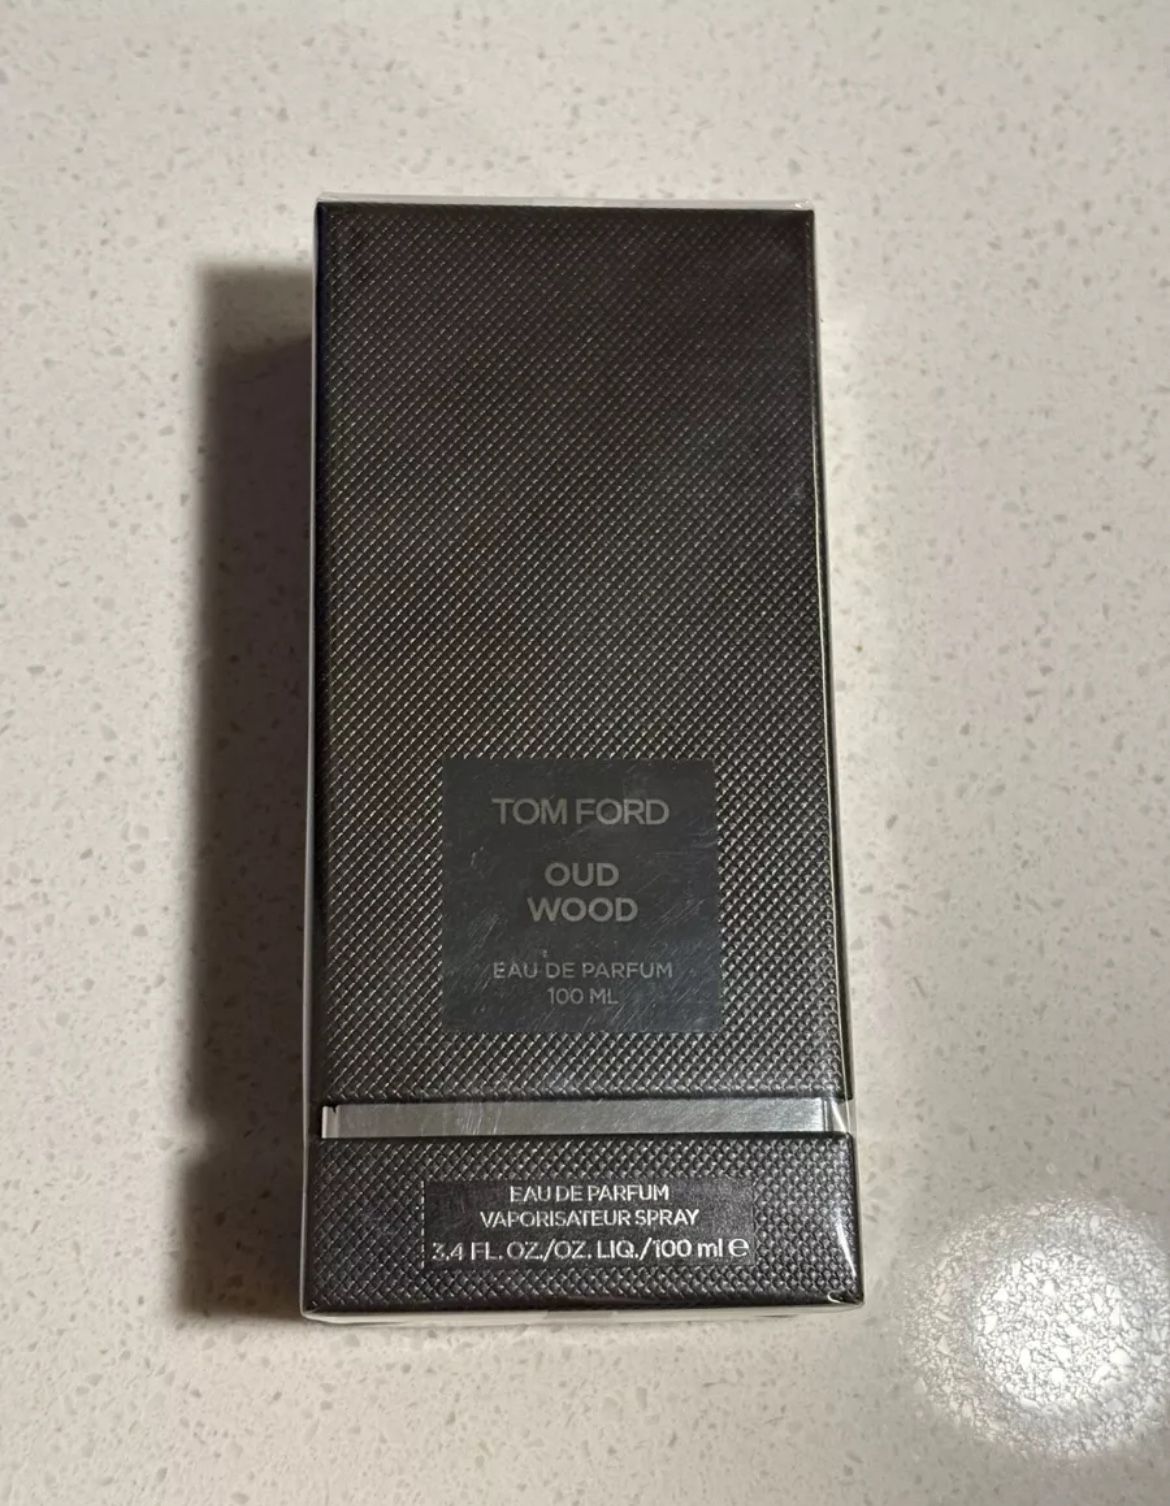 TOM FORD
OUD
WOOD
EAU DE PARFUM
100 ML
EAU DE PARFUM
VAPORISATEUR SPRAY
3.4 FL. OZ./OZ. LIQ./100 ml ℮